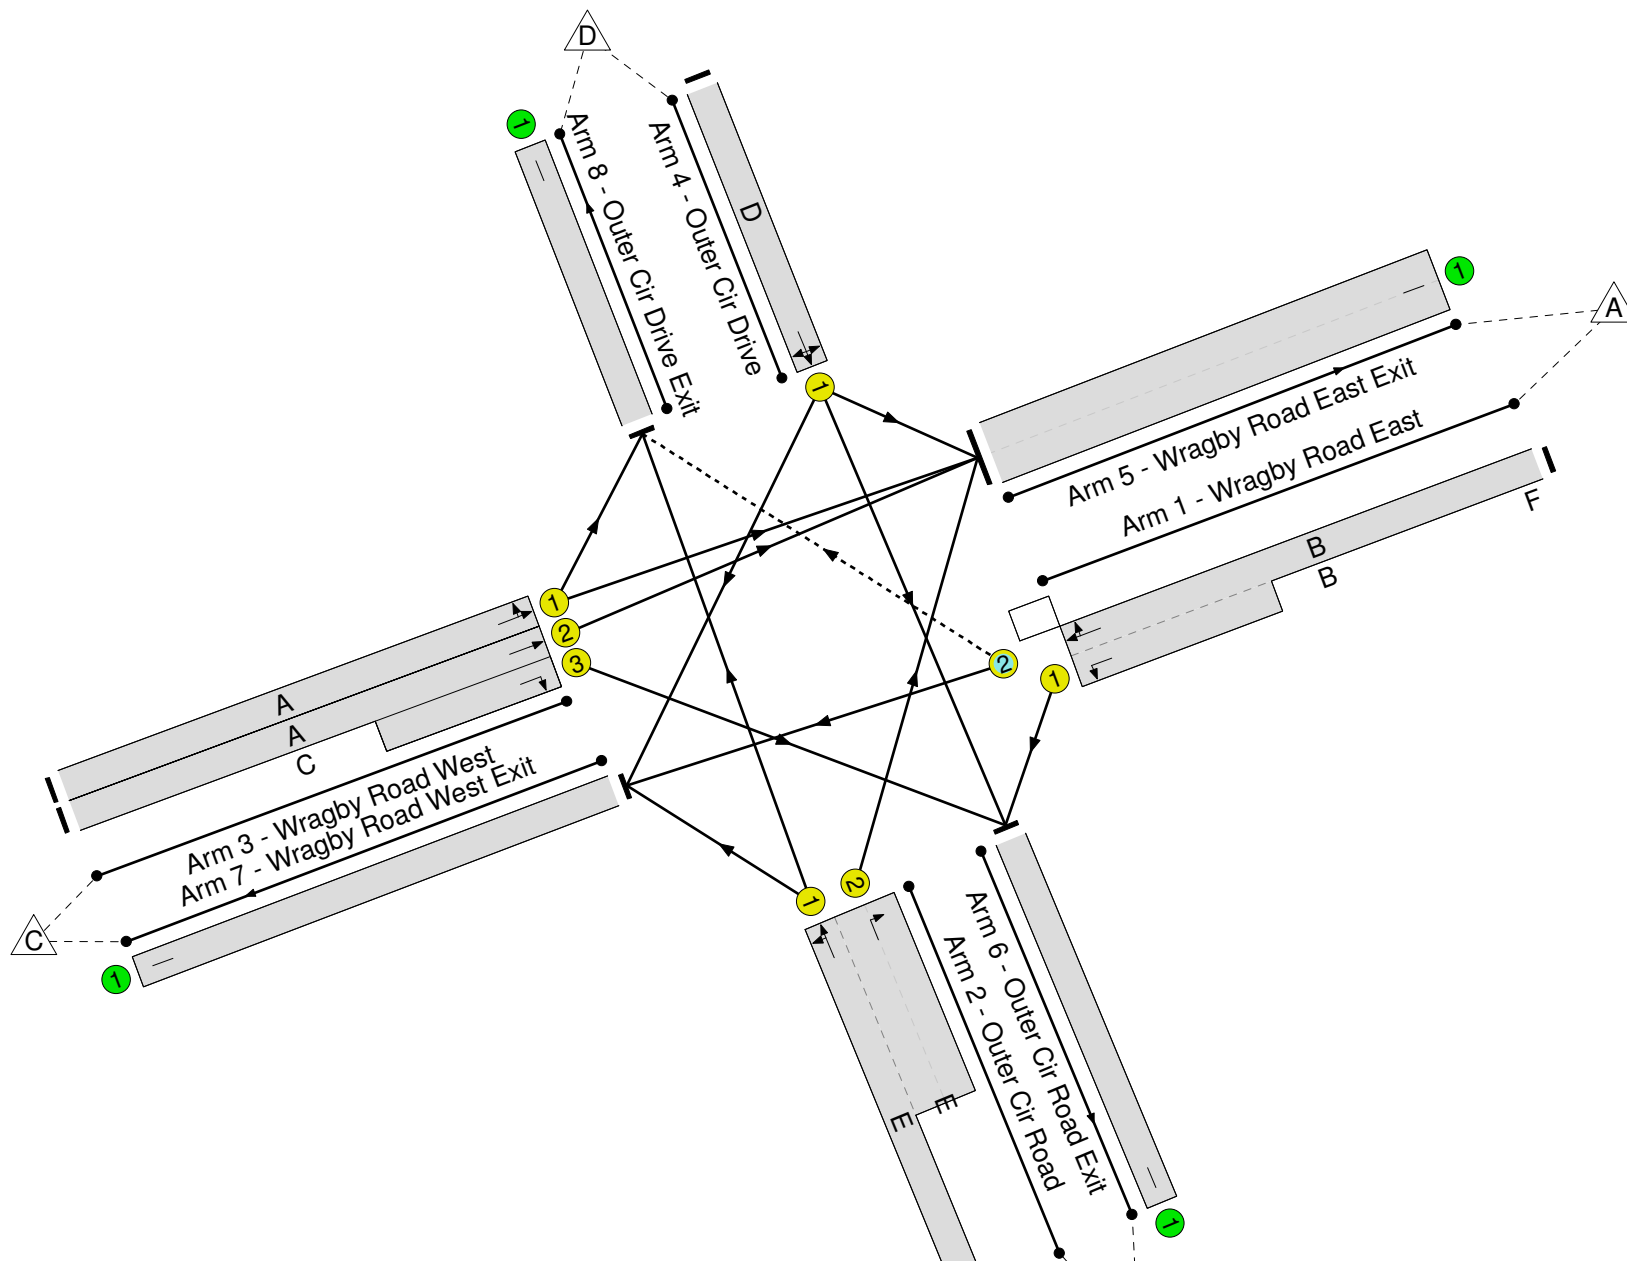 D
1
Arm 8 - Outer Cir Drive Exit
Arm 4 - Outer Cir Drive
D
1
1
A
Arm 5 - Wragby Road East Exit
Arm 1 - Wragby Road East
F
B
B
1
2
3
2
1
A
A
C
Arm 3 - Wragby Road West
Arm 7 - Wragby Road West Exit
C
1
1
2
Arm 6 - Outer Cir Road Exit
Arm 2 - Outer Cir Road
E
E
1